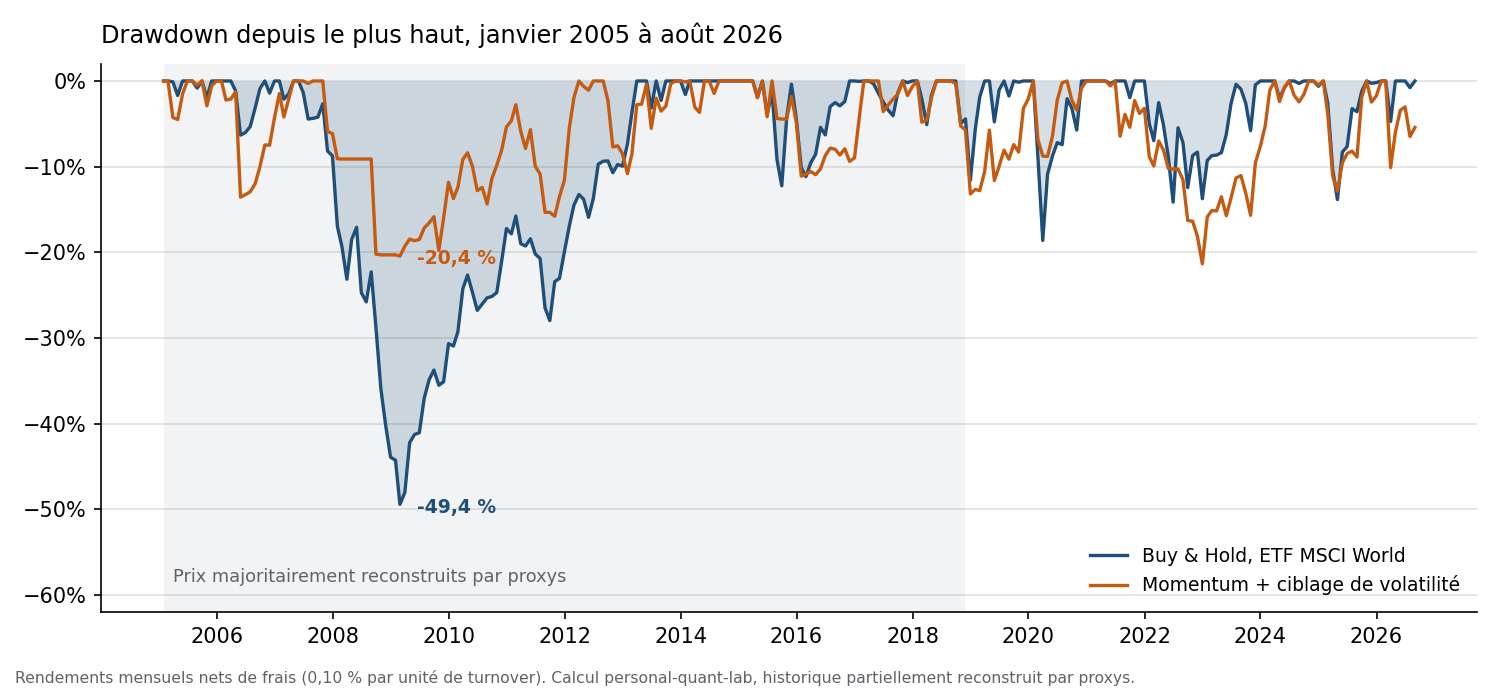 Drawdown depuis le plus haut, janvier 2005 à août 2026
0%
−10%
−20%
−30%
−40%
−50%
−60%
-20,4 %
-49,4 %
Prix majoritairement reconstruits par proxys
Buy & Hold, ETF MSCI World
Momentum + ciblage de volatilité
2006 2008 2010 2012 2014 2016 2018 2020 2022 2024 2026
Rendements mensuels nets de frais (0,10 % par unité de turnover). Calcul personal-quant-lab, historique partiellement reconstruit par proxys.